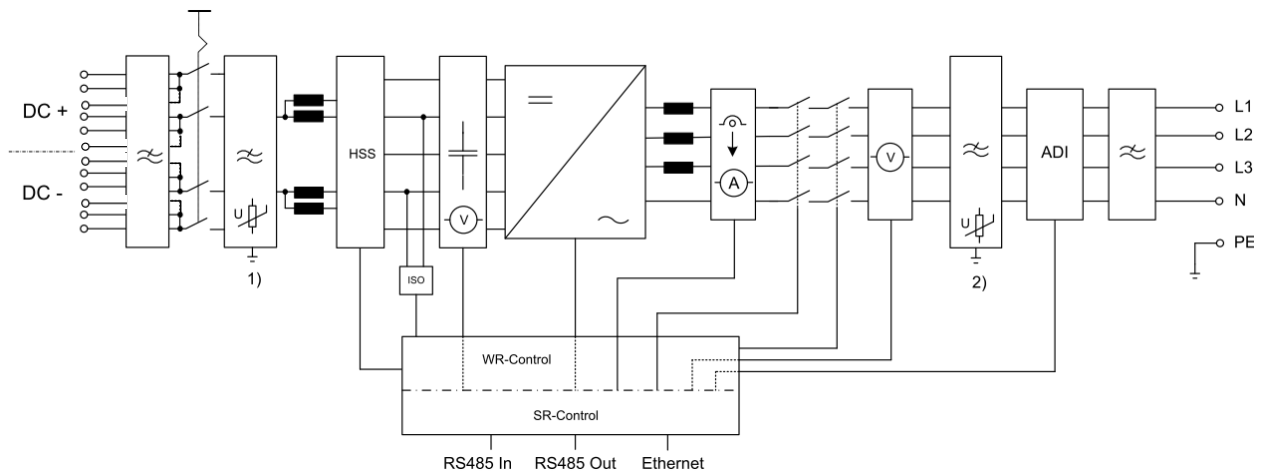 DC +
DC -
U
1)
HSS
V
ISO
A
V
U
2)
ADI
L1
L2
L3
N
PE
WR-Control
SR-Control
RS485 In
RS485 Out
Ethernet